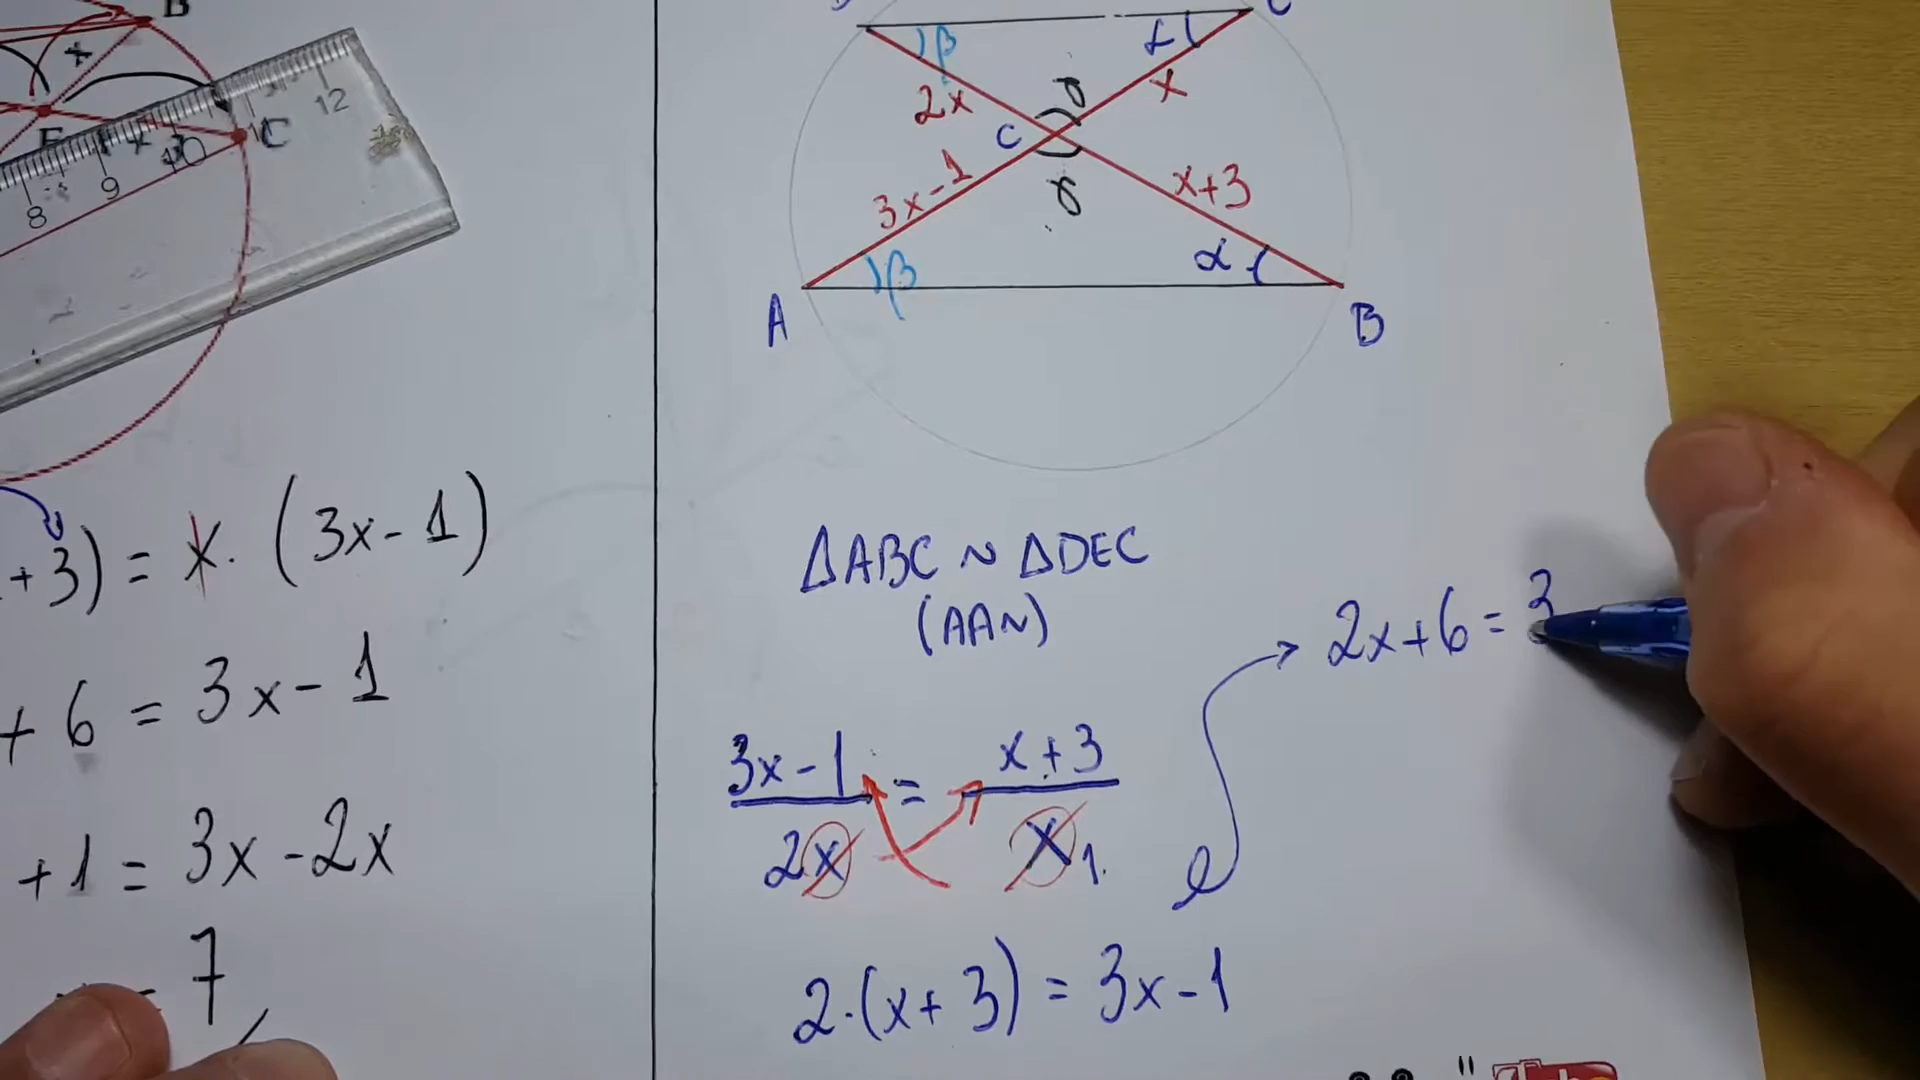 B
x
E
C
8 9 10 11 12
+3) = x. (3x-1)
+ 6 = 3x - 1
+1 = 3x - 2x
= 7
β
α
γ
2x
x
C
3x-1
x+3
γ
β
α
A
B
ΔABC ~ ΔDEC
(AA~)
2x+6 = 3
3x-1 = x+3
2x x 1
2.(x+3) = 3x-1